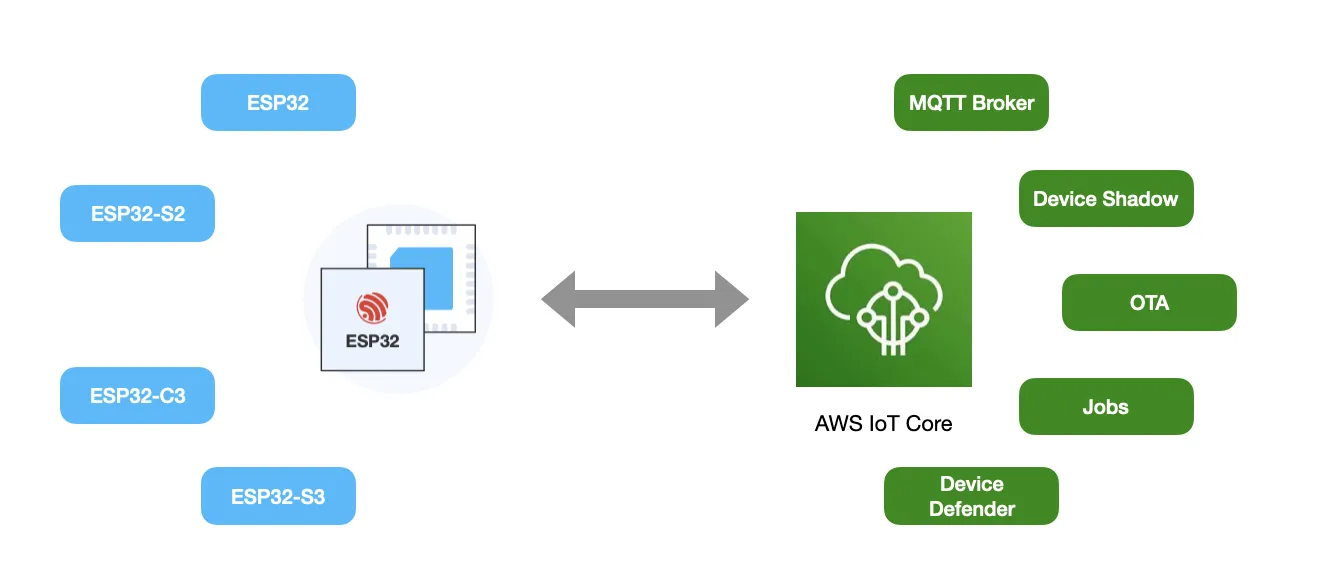 ESP32
ESP32-S2
ESP32
ESP32-C3
ESP32-S3
MQTT Broker
Device Shadow
OTA
Jobs
AWS IoT Core
Device
Defender